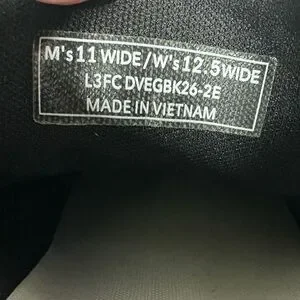 M's 11 WIDE/W's 12.5 WIDE
L3FC DVEGBK26-2E
MADE IN VIETNAM